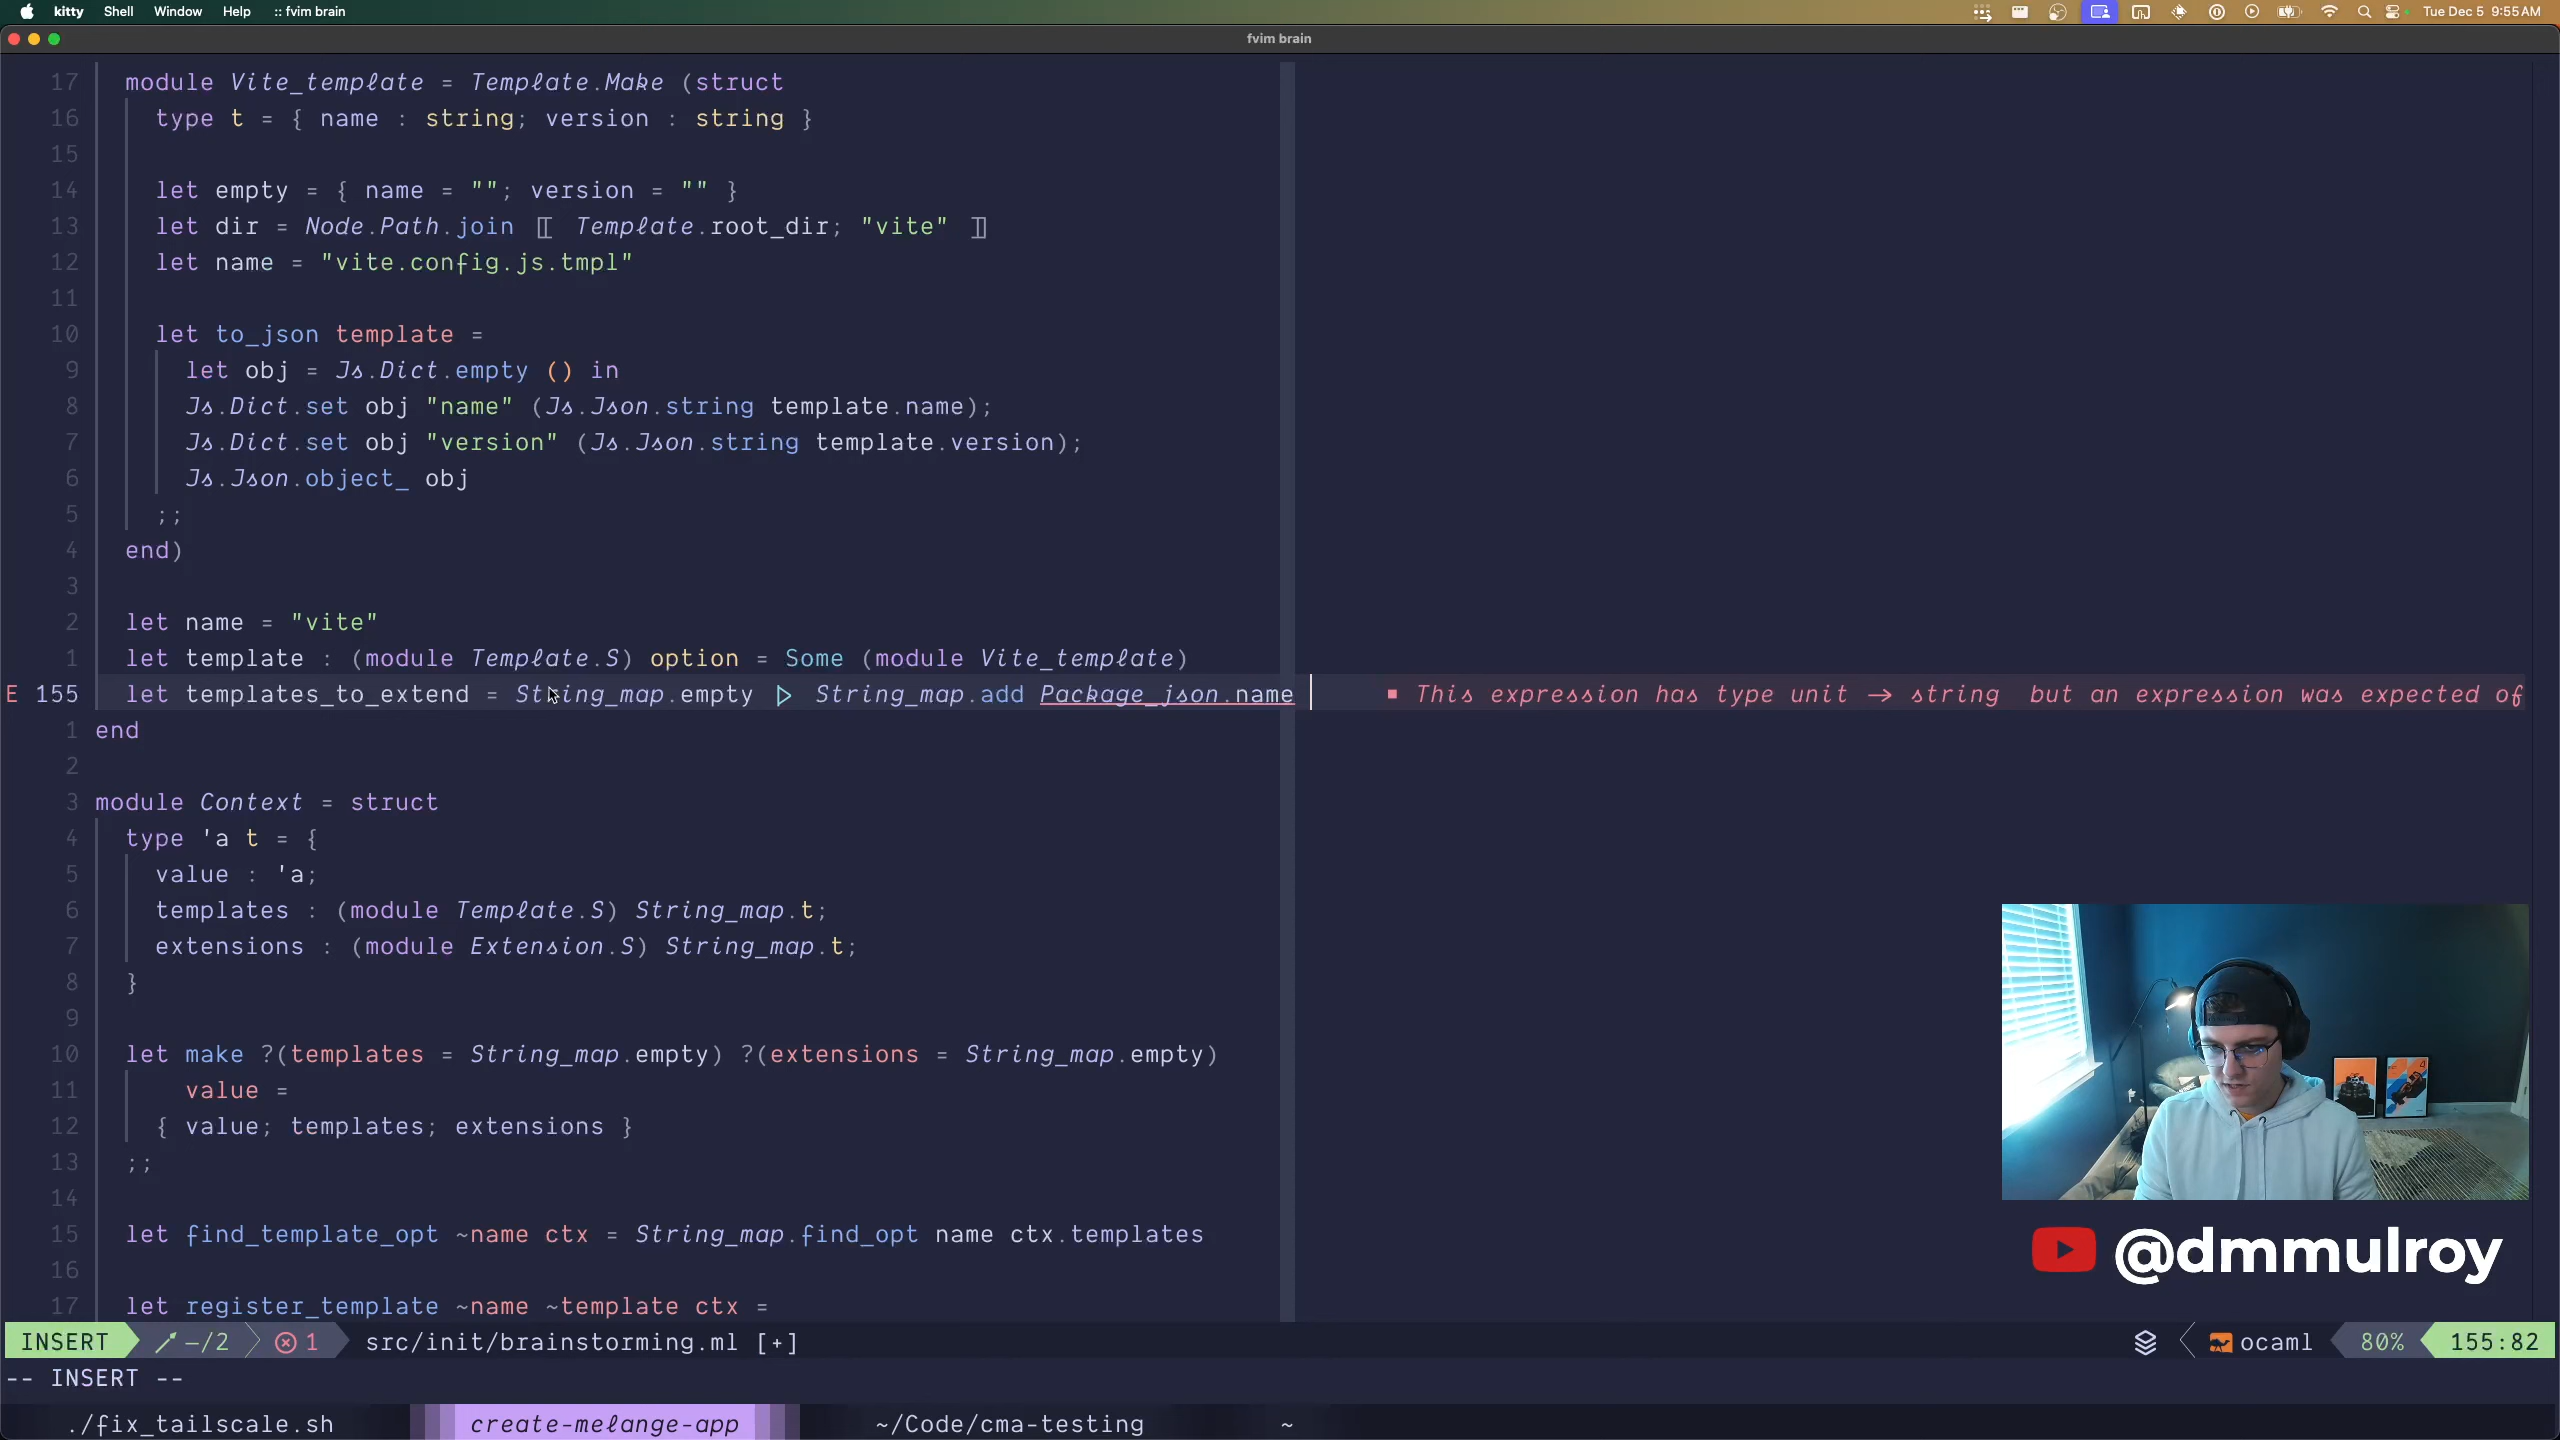 kitty Shell Window Help :: fvim brain Tue Dec 5 9:55 AM
fvim brain
17 module Vite_template = Template.Make (struct
16 type t = { name : string; version : string }
15
14 let empty = { name = ""; version = "" }
13 let dir = Node.Path.join [| Template.root_dir; "vite" |]
12 let name = "vite.config.js.tmpl"
11
10 let to_json template =
9 let obj = Js.Dict.empty () in
8 Js.Dict.set obj "name" (Js.Json.string template.name);
7 Js.Dict.set obj "version" (Js.Json.string template.version);
6 Js.Json.object_ obj
5 ;;
4 end)
3
2 let name = "vite"
1 let template : (module Template.S) option = Some (module Vite_template)
E 155 let templates_to_extend = String_map.empty |> String_map.add Package_json.name ■ This expression has type unit -> string but an expression was expected of
1 end
2
3 module Context = struct
4 type 'a t = {
5 value : 'a;
6 templates : (module Template.S) String_map.t;
7 extensions : (module Extension.S) String_map.t;
8 }
9
10 let make ?(templates = String_map.empty) ?(extensions = String_map.empty)
11 value =
12 { value; templates; extensions }
13 ;;
14
15 let find_template_opt ~name ctx = String_map.find_opt name ctx.templates
16
17 let register_template ~name ~template ctx =
@dmmulroy
INSERT –/2 1 src/init/brainstorming.ml [+] ocaml 80% 155:82
-- INSERT --
./fix_tailscale.sh create-melange-app ~/Code/cma-testing ~